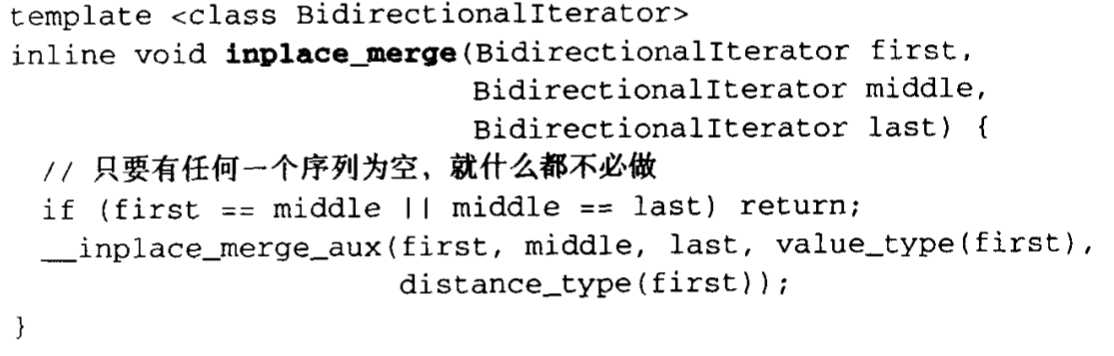 template <class BidirectionalIterator>
inline void inplace_merge(BidirectionalIterator first,
                          BidirectionalIterator middle,
                          BidirectionalIterator last) {
  // 只要有任何一个序列为空，就什么都不必做
  if (first == middle || middle == last) return;
  __inplace_merge_aux(first, middle, last, value_type(first),
                      distance_type(first));
}